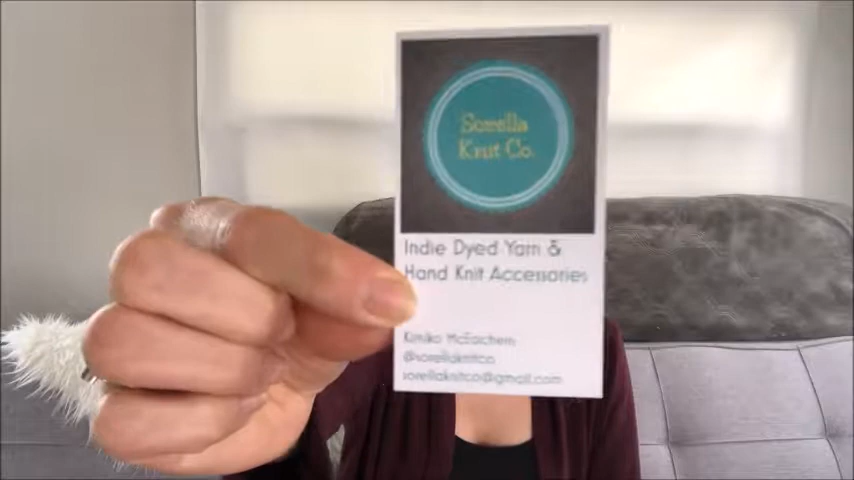 Sorella
Knit Co.
Indie Dyed Yarn &
Hand Knit Accessories
Kimiko McEachern
@sorellaknitco
sorellaknitco@gmail.com